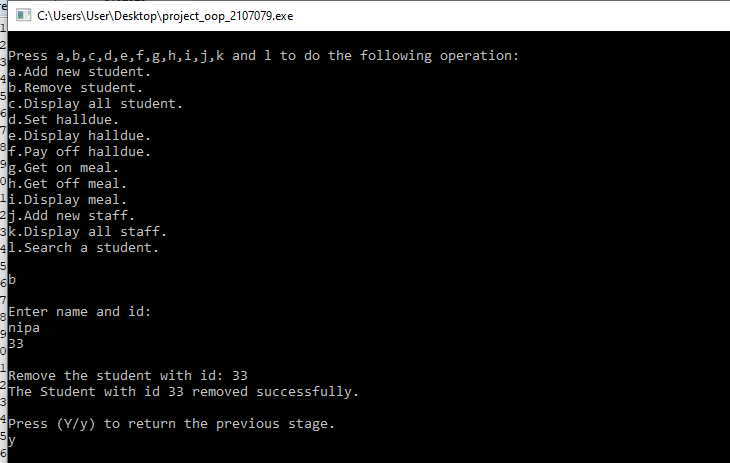 C:\Users\User\Desktop\project_oop_2107079.exe
Press a,b,c,d,e,f,g,h,i,j,k and l to do the following operation:
a.Add new student.
b.Remove student.
c.Display all student.
d.Set halldue.
e.Display halldue.
f.Pay off halldue.
g.Get on meal.
h.Get off meal.
i.Display meal.
j.Add new staff.
k.Display all staff.
l.Search a student.
b
Enter name and id:
nipa
33
Remove the student with id: 33
The Student with id 33 removed successfully.
Press (Y/y) to return the previous stage.
y